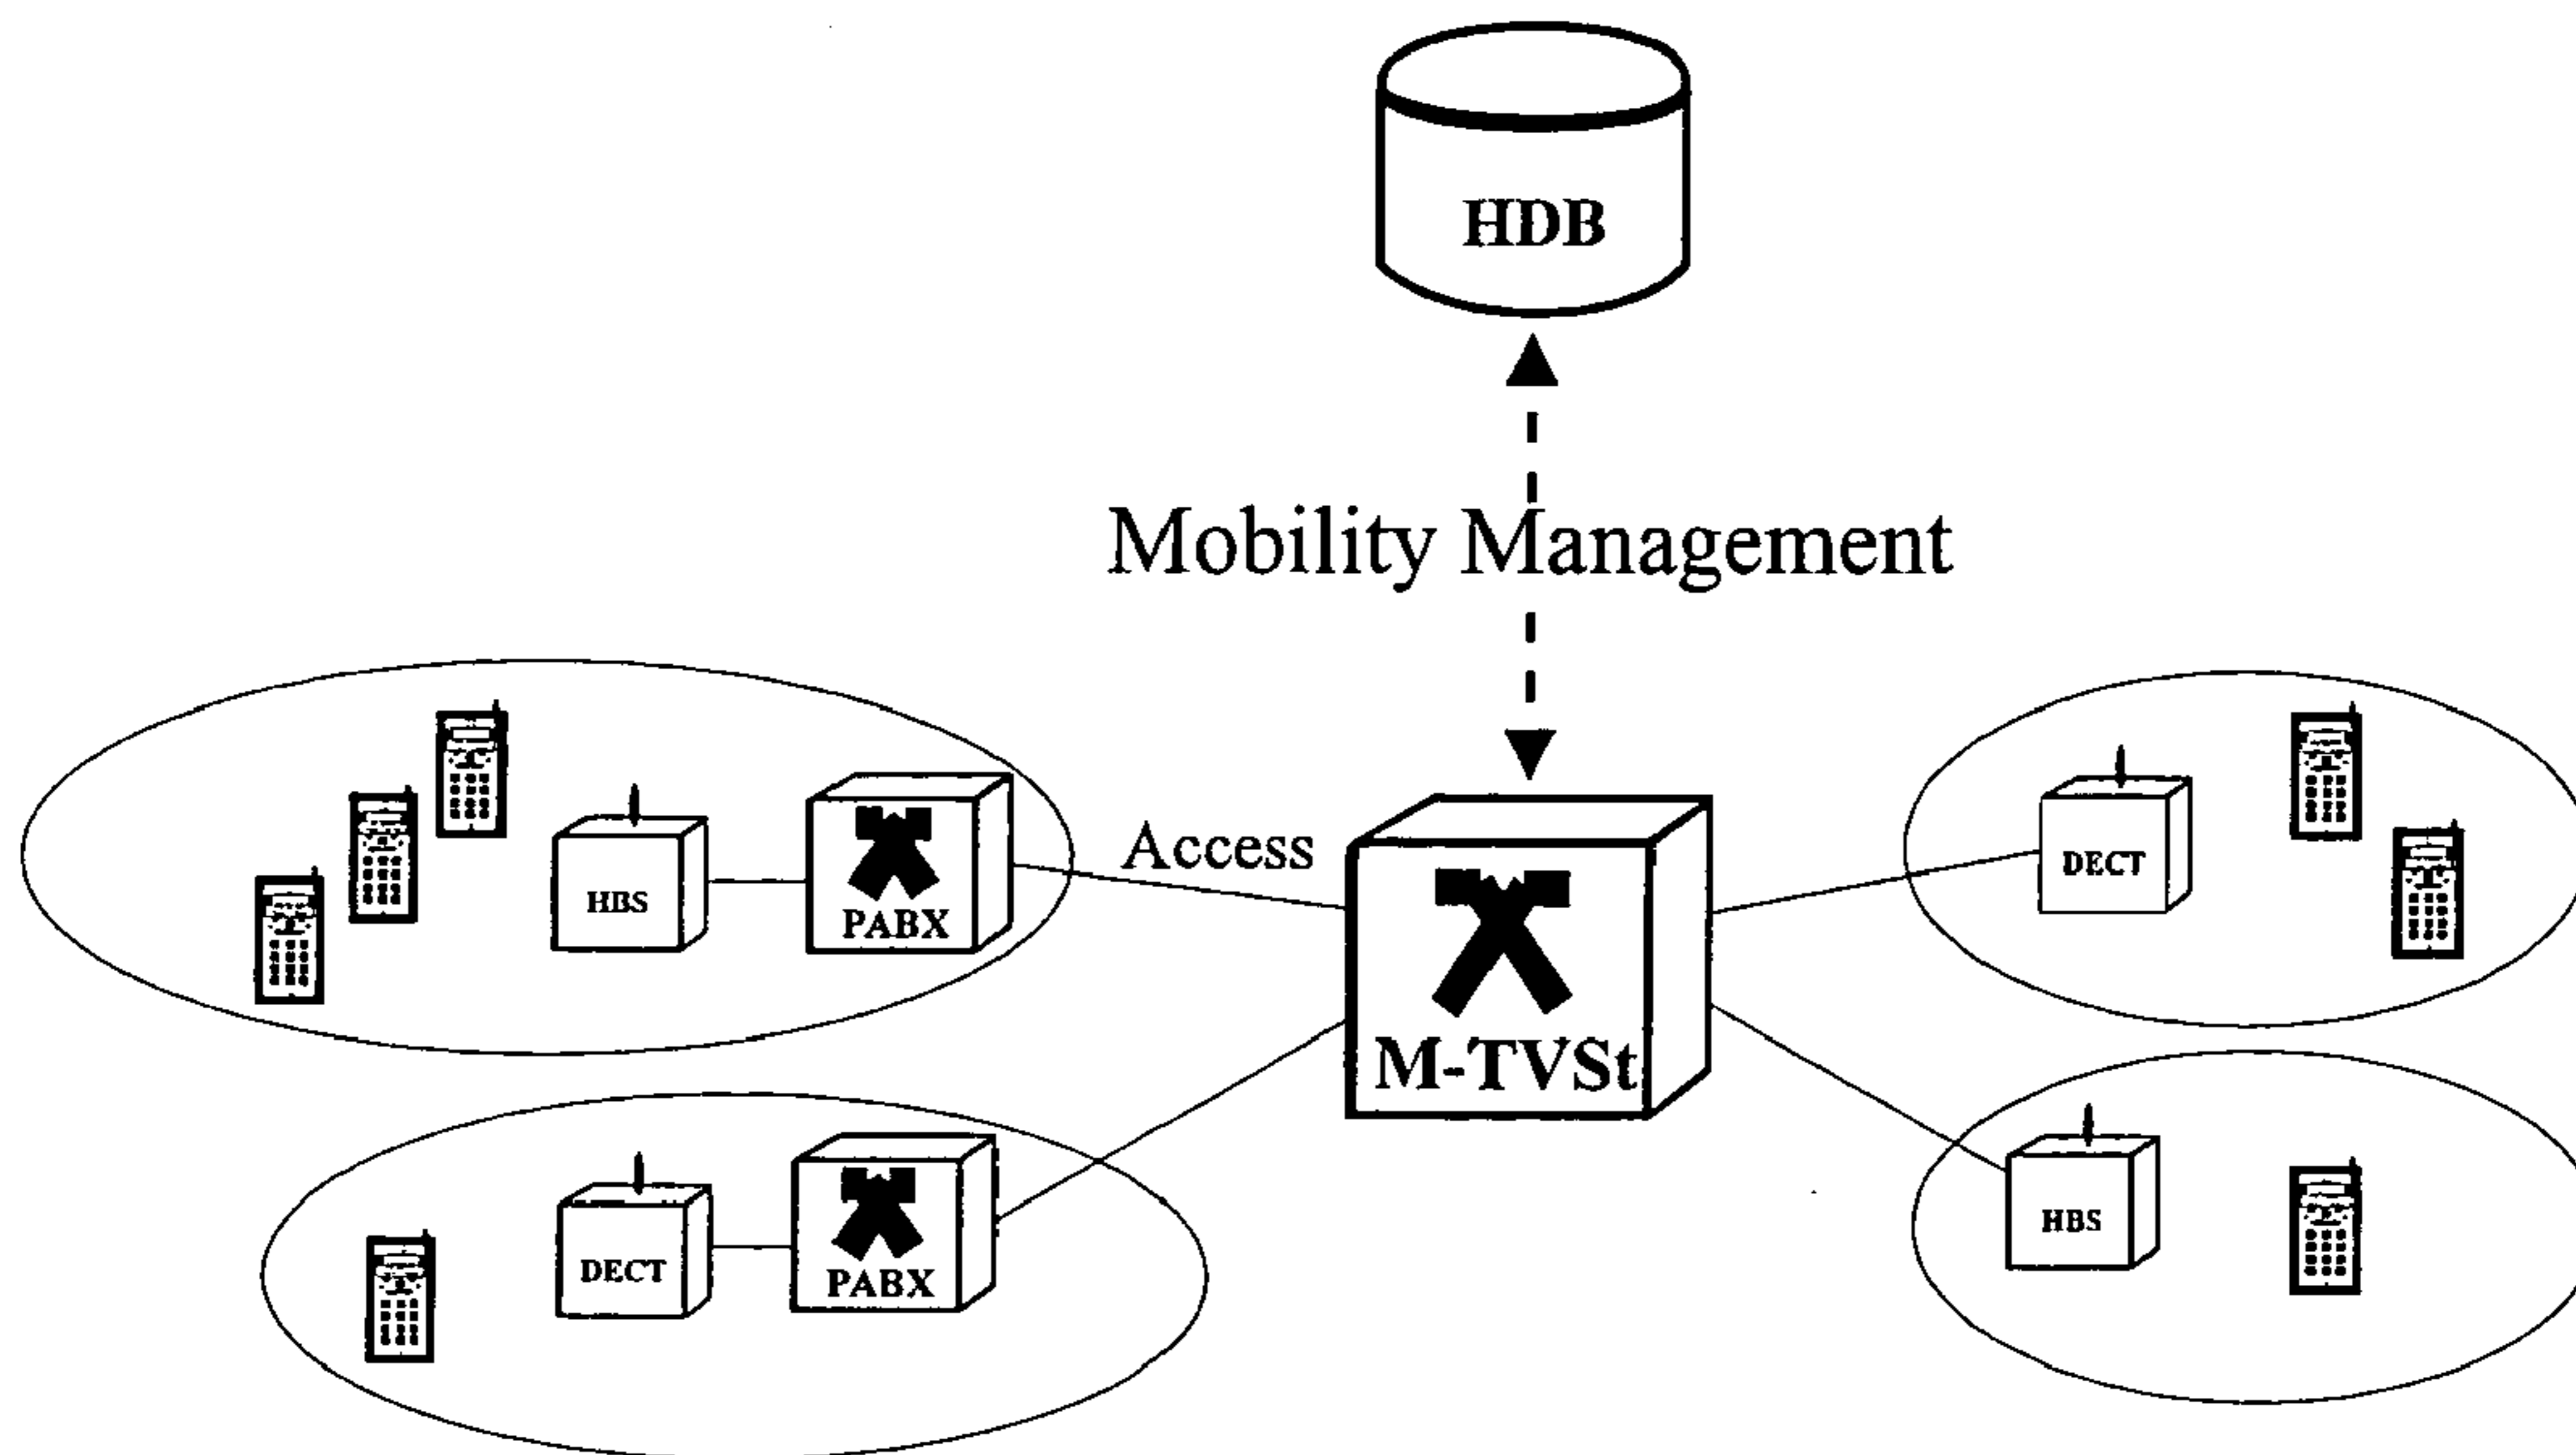 HDB
Mobility Management
Access
HBS
PABX
M-TVSt
DECT
DECT
PABX
HBS